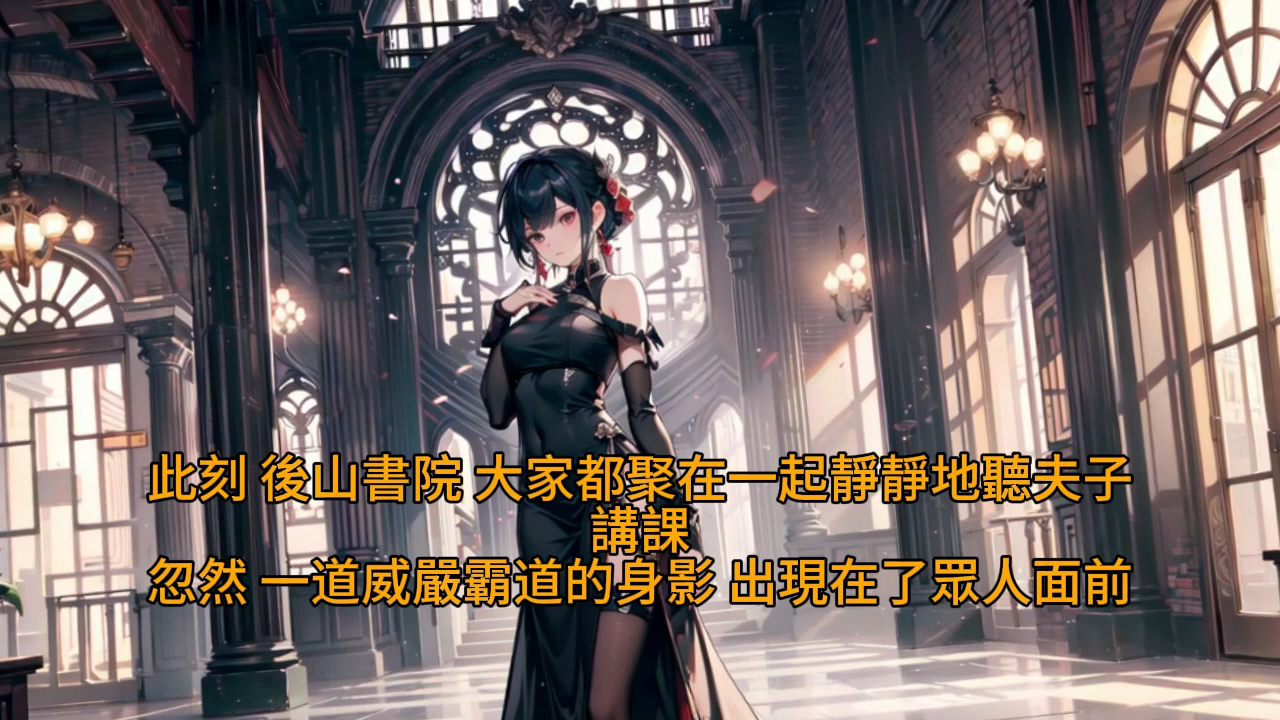 此刻 後山書院 大家都聚在一起靜靜地聽夫子
講課
忽然 一道威嚴霸道的身影 出現在了眾人面前